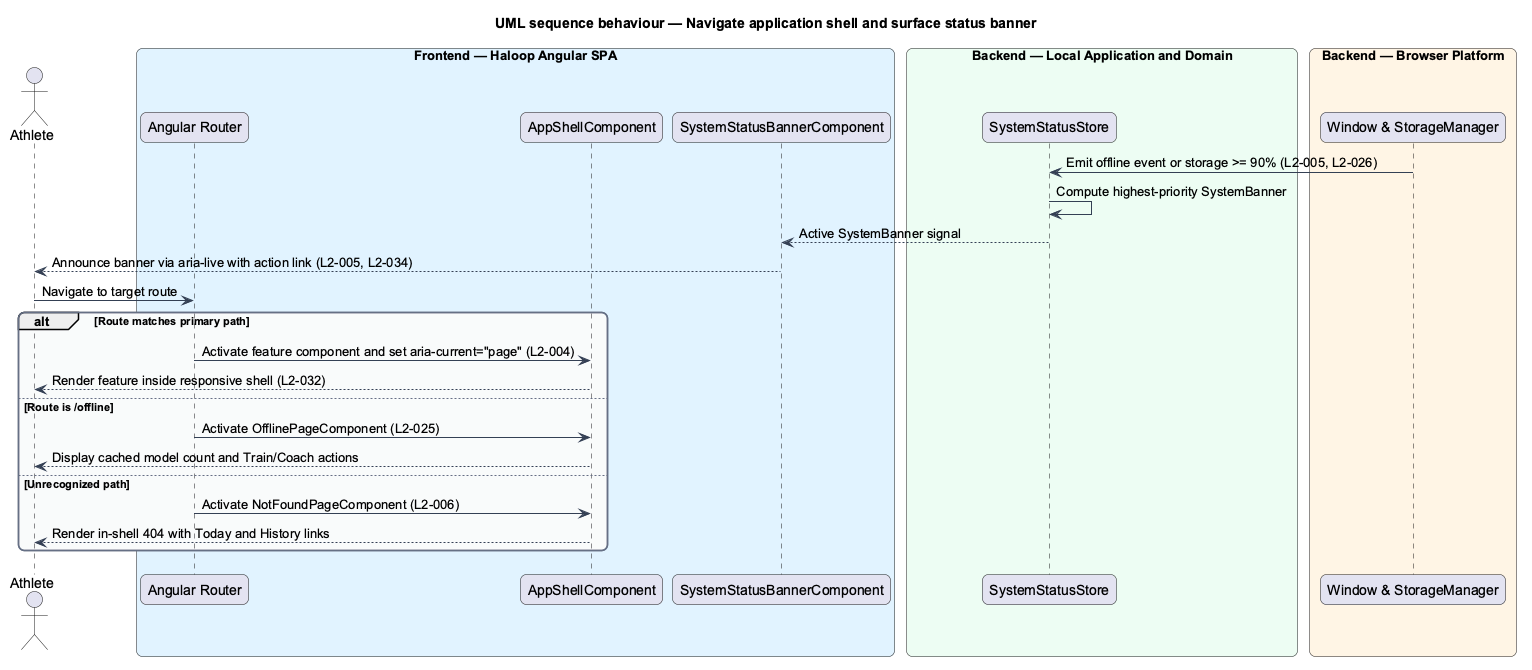 UML sequence behaviour — Navigate application shell and surface status banner
Frontend — Haloop Angular SPA
Backend — Local Application and Domain
Backend — Browser Platform
Athlete
Angular Router
AppShellComponent
SystemStatusBannerComponent
SystemStatusStore
Window & StorageManager
Emit offline event or storage >= 90% (L2-005, L2-026)
Compute highest-priority SystemBanner
Active SystemBanner signal
Announce banner via aria-live with action link (L2-005, L2-034)
Navigate to target route
alt
[Route matches primary path]
Activate feature component and set aria-current="page" (L2-004)
Render feature inside responsive shell (L2-032)
[Route is /offline]
Activate OfflinePageComponent (L2-025)
Display cached model count and Train/Coach actions
[Unrecognized path]
Activate NotFoundPageComponent (L2-006)
Render in-shell 404 with Today and History links
Athlete
Angular Router
AppShellComponent
SystemStatusBannerComponent
SystemStatusStore
Window & StorageManager